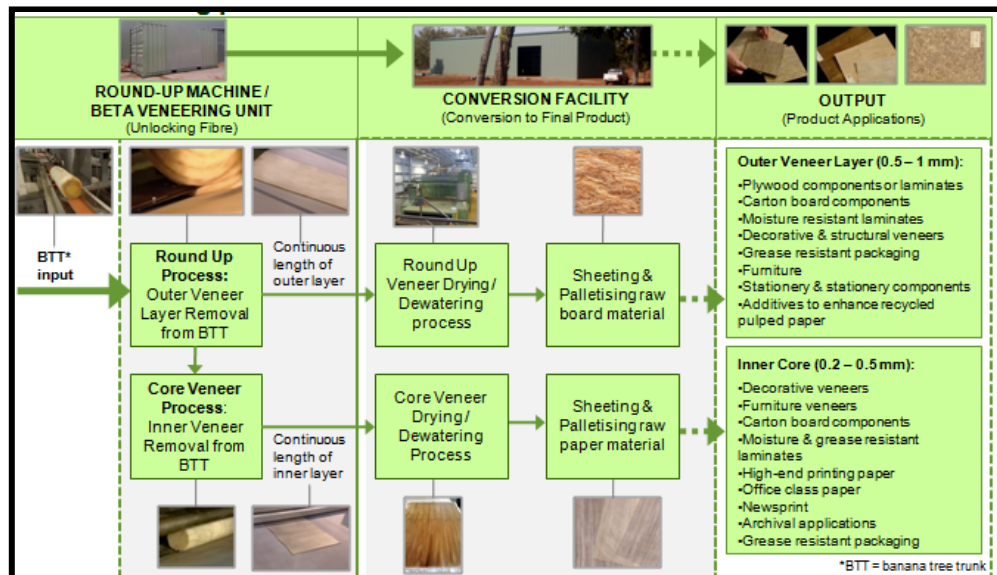 ROUND-UP MACHINE /
BETA VENEERING UNIT
(Unlocking Fibre)
CONVERSION FACILITY
(Conversion to Final Product)
OUTPUT
(Product Applications)
BTT*
input
Round Up
Process:
Outer Veneer
Layer Removal
from BTT
Continuous
length of
outer layer
Round Up
Veneer Drying /
Dewatering
process
Sheeting &
Palletising raw
board material
Outer Veneer Layer (0.5 – 1 mm):
•Plywood components or laminates
•Carton board components
•Moisture resistant laminates
•Decorative & structural veneers
•Grease resistant packaging
•Furniture
•Stationery & stationery components
•Additives to enhance recycled
pulped paper
Core Veneer
Process:
Inner Veneer
Removal from
BTT
Continuous
length of
inner layer
Core Veneer
Drying /
Dewatering
Process
Sheeting &
Palletising raw
paper material
Inner Core (0.2 – 0.5 mm):
•Decorative veneers
•Furniture veneers
•Carton board components
•Moisture & grease resistant
laminates
•High-end printing paper
•Office class paper
•Newsprint
•Archival applications
•Grease resistant packaging
*BTT = banana tree trunk